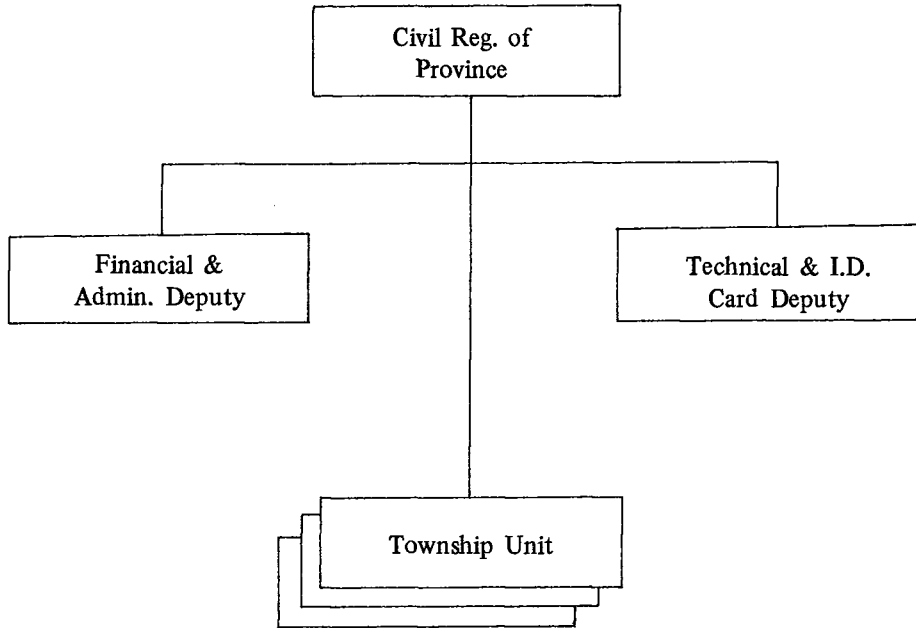 Civil Reg. of
Province
Financial &
Admin. Deputy
Technical & I.D.
Card Deputy
Township Unit